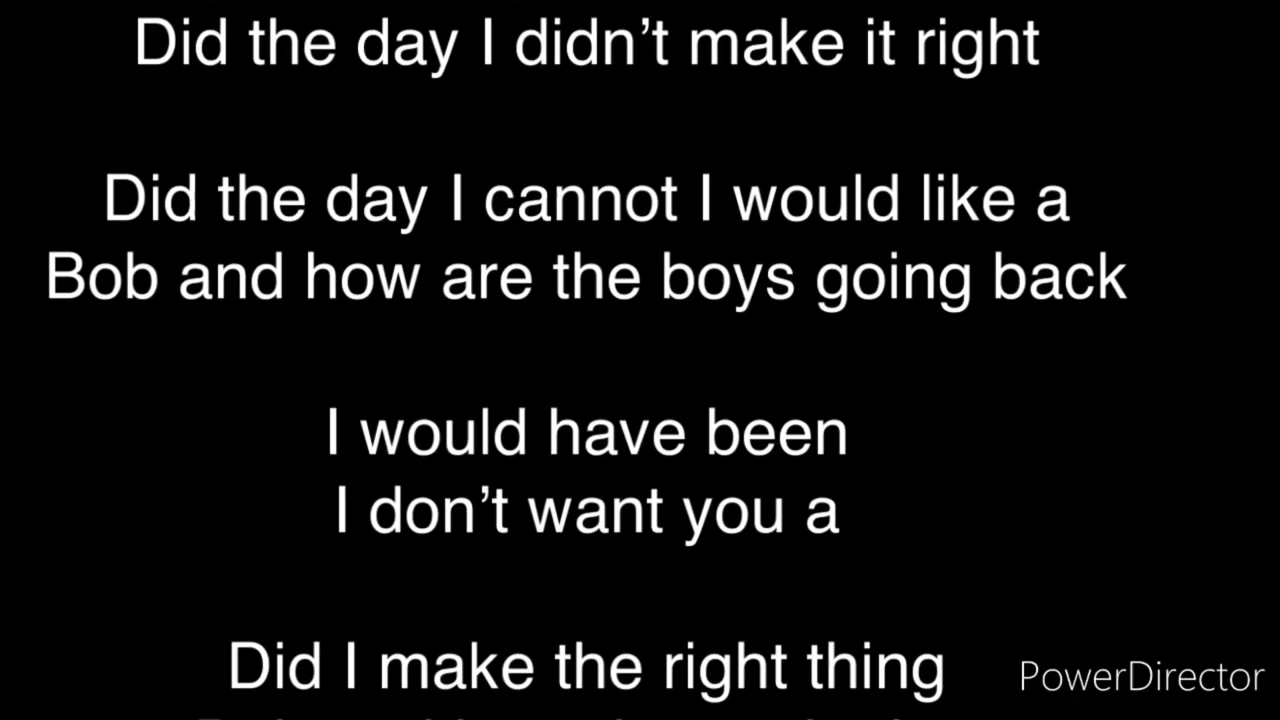 Did the day I didn’t make it right
Did the day I cannot I would like a
Bob and how are the boys going back
I would have been
I don’t want you a
Did I make the right thing
PowerDirector